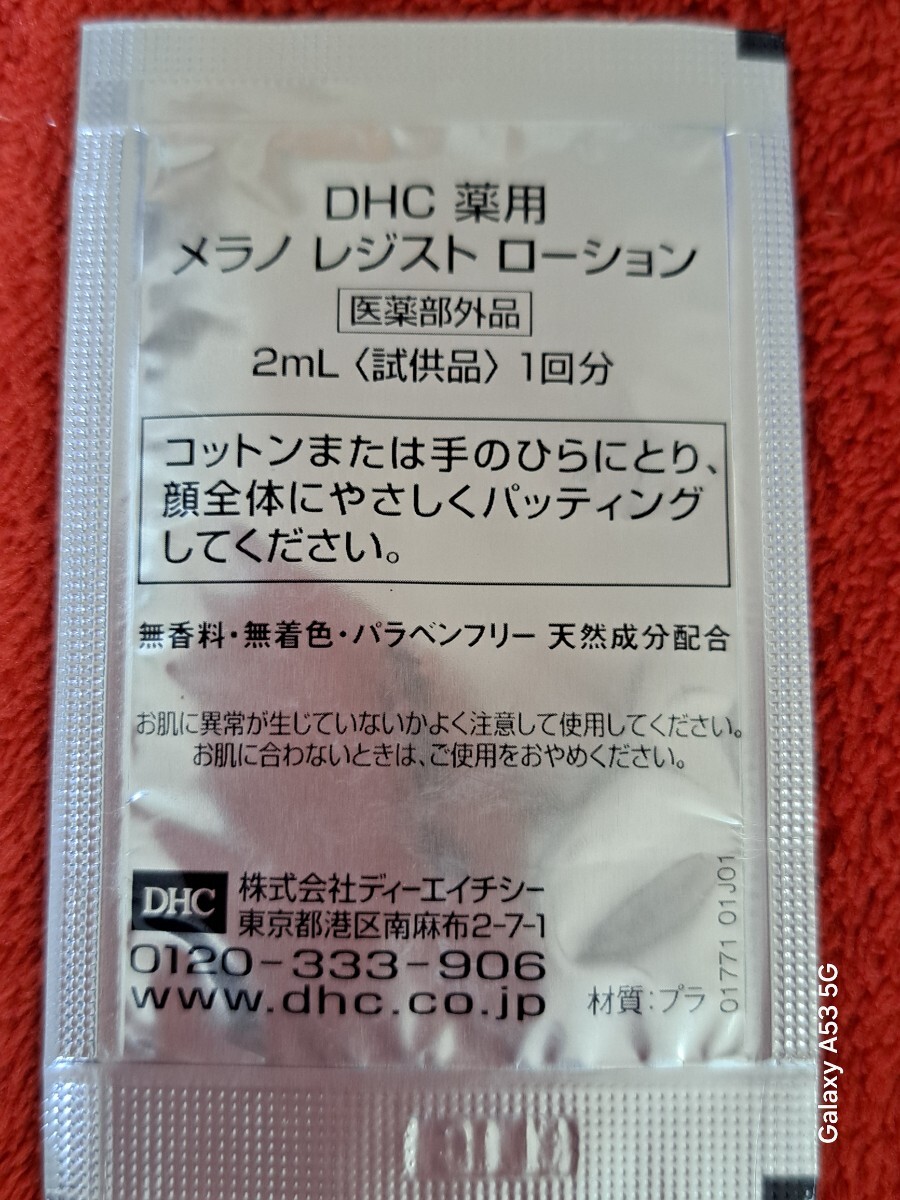 DHC 薬用
メラノ レジスト ローション
医薬部外品
2mL〈試供品〉1回分
コットンまたは手のひらにとり、
顔全体にやさしくパッティング
してください。
無香料・無着色・パラベンフリー 天然成分配合
お肌に異常が生じていないかよく注意して使用してください。
お肌に合わないときは、ご使用をおやめください。
DHC
株式会社ディーエイチシー
東京都港区南麻布2-7-1
0120-333-906
www.dhc.co.jp
材質:プラ
01771 01J01
Galaxy A53 5G